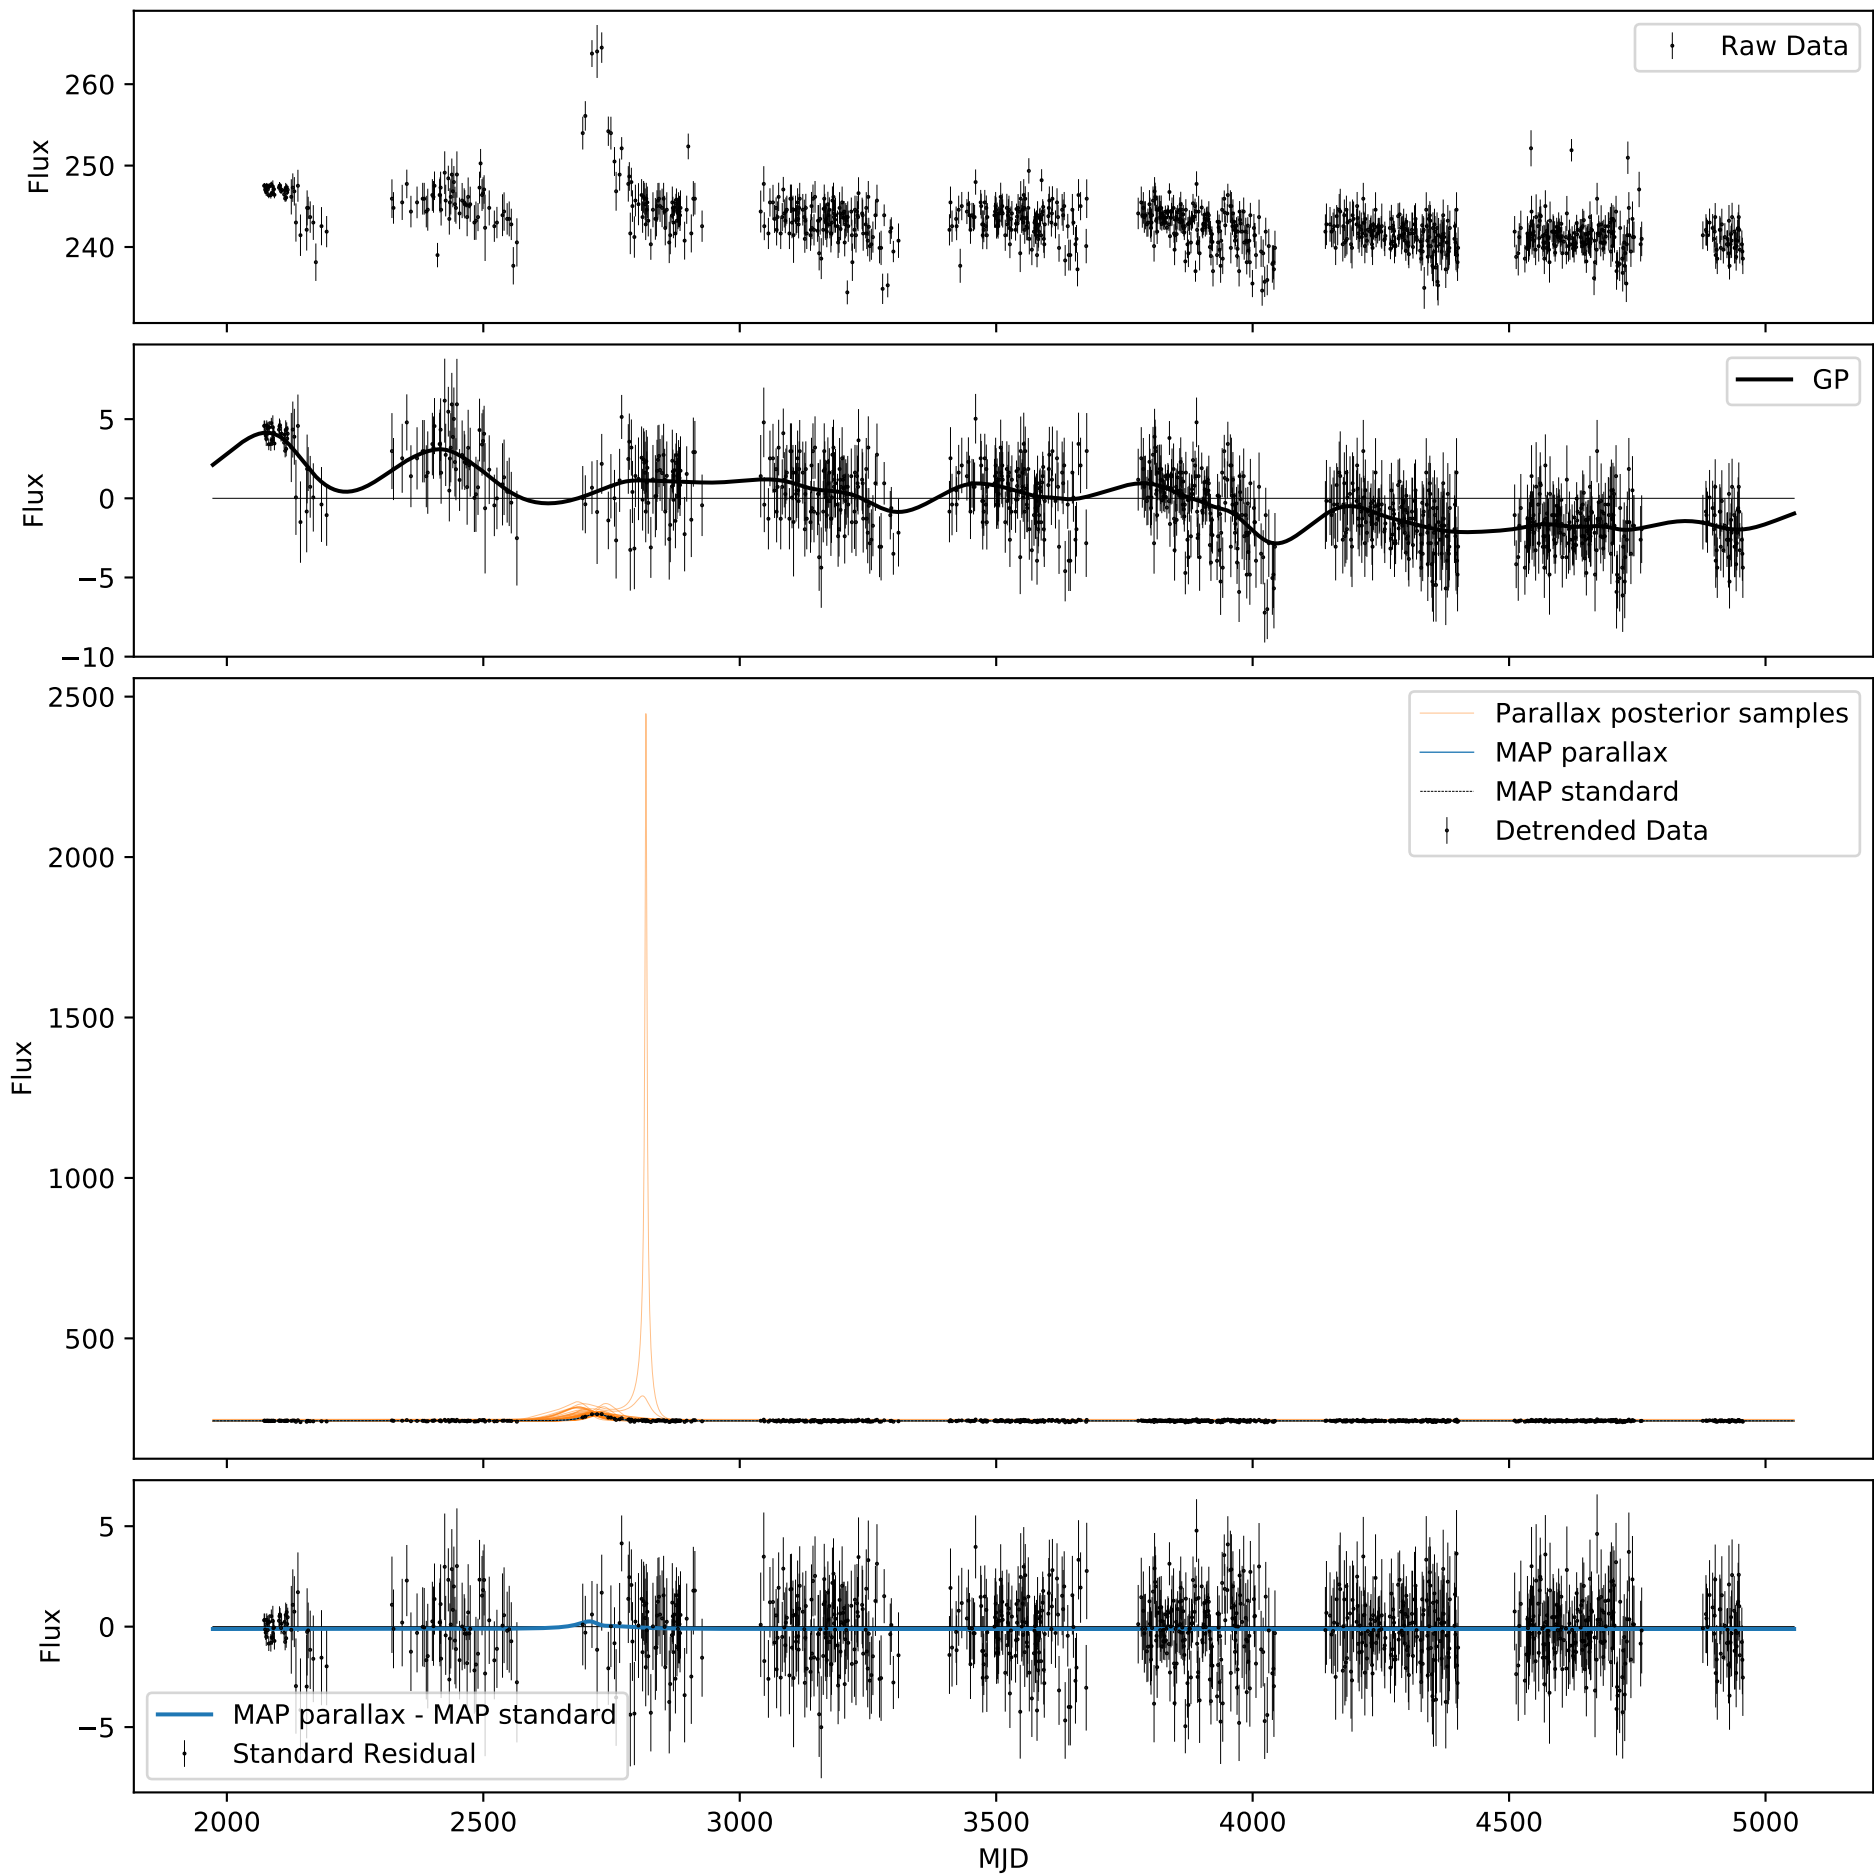 Raw Data
260
250
240
Flux
GP
5
0
−5
−10
Flux
Parallax posterior samples
MAP parallax
MAP standard
Detrended Data
2500
2000
1500
1000
500
Flux
5
0
−5
Flux
MAP parallax - MAP standard
Standard Residual
2000 2500 3000 3500 4000 4500 5000
MJD